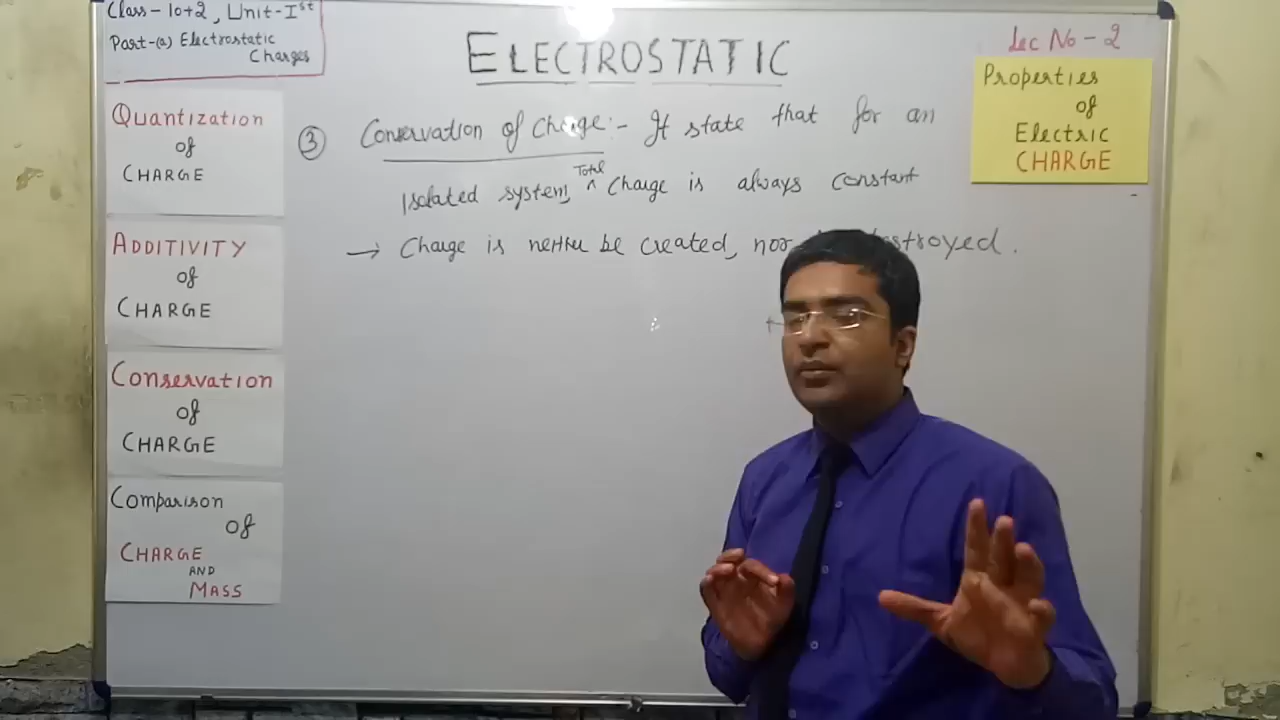 Class-10+2, Unit-Ist
Part-(a) Electrostatic
Charges
ELECTROSTATIC
Lec No-2
Properties
of
Electric
CHARGE
Quantization
of
CHARGE
ADDITIVITY
of
CHARGE
Conservation
of
CHARGE
Comparison
OF
CHARGE
AND
MASS
③ Conservation of Charge:- It state that for an
Isolated system, Total ^ Charge is always constant
→ Charge is neither be created, nor destroyed.